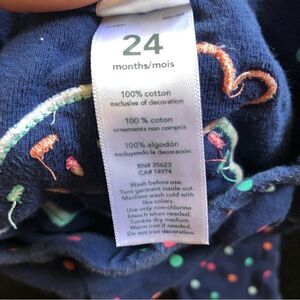 24
months/mois
100% cotton
exclusive of decoration
100 % coton
ornements non compris
100% algodón
excluyendo la decoración
RN# 25623
CA# 14974
Wash before use.
Turn garment inside out.
Machine wash cold with
like colors.
Use only non-chlorine
bleach when needed.
Tumble dry medium.
Warm iron if needed.
Do not iron decoration.